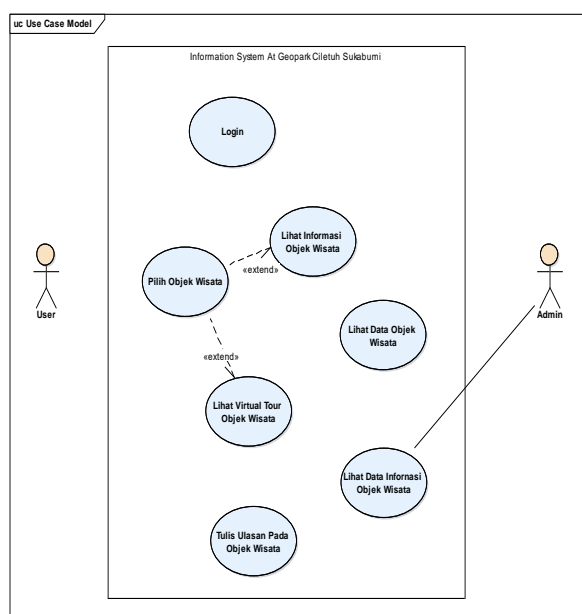 uc Use Case Model
Information System At Geopark Ciletuh Sukabumi
Login
Lihat Informasi
Objek Wisata
«extend»
Pilih Objek Wisata
User
Admin
Lihat Data Objek
Wisata
«extend»
Lihat Virtual Tour
Objek Wisata
Lihat Data Infornasi
Objek Wisata
Tulis Ulasan Pada
Objek Wisata